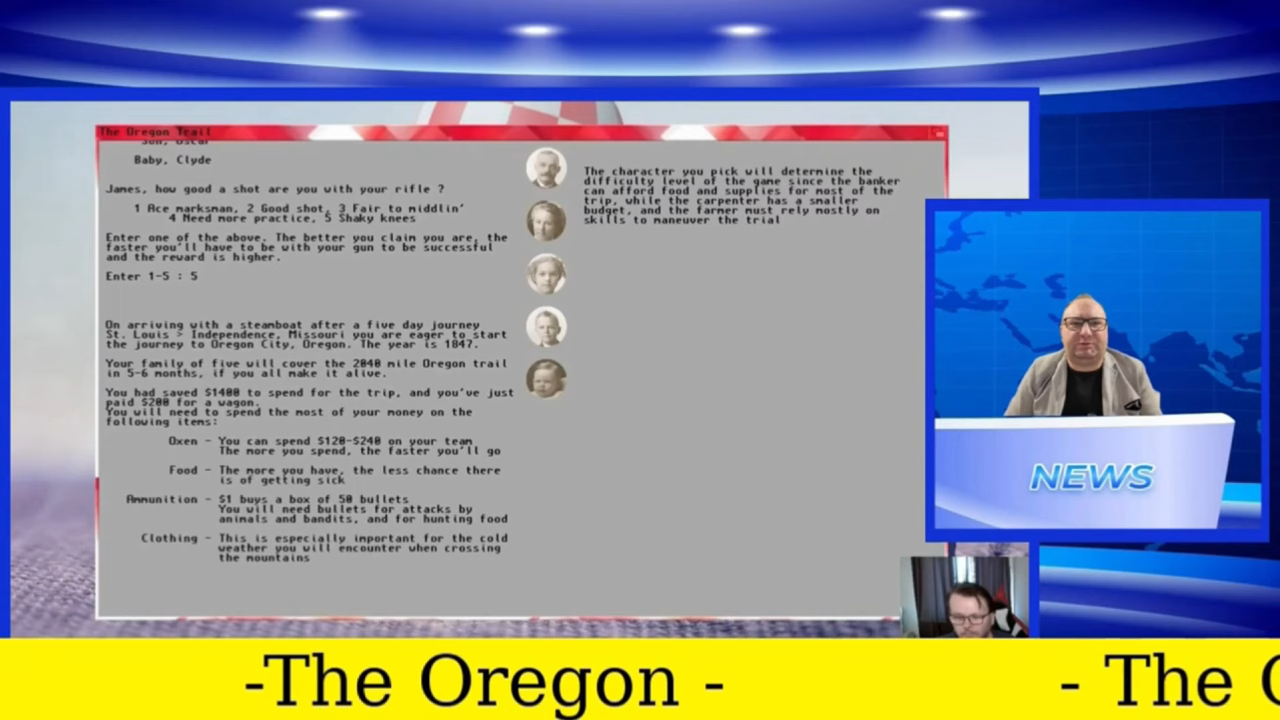 The Oregon Trail
Son, Oscar
Baby, Clyde
James, how good a shot are you with your rifle ?
1 Ace marksman, 2 Good shot, 3 Fair to middlin'
4 Need more practice, 5 Shaky knees
Enter one of the above. The better you claim you are, the
faster you'll have to be with your gun to be successful
and the reward is higher.
Enter 1-5 : 5
On arriving with a steamboat after a five day journey
St. Louis > Independence, Missouri you are eager to start
the journey to Oregon City, Oregon. The year is 1847.
Your family of five will cover the 2040 mile Oregon trail
in 5-6 months, if you all make it alive.
You had saved $1400 to spend for the trip, and you've just
paid $200 for a wagon.
You will need to spend the most of your money on the
following items:
Oxen - You can spend $120-$240 on your team
The more you spend, the faster you'll go
Food - The more you have, the less chance there
is of getting sick
Ammunition - $1 buys a box of 50 bullets
You will need bullets for attacks by
animals and bandits, and for hunting food
Clothing - This is especially important for the cold
weather you will encounter when crossing
the mountains
The character you pick will determine the
difficulty level of the game since the banker
can afford food and supplies for most of the
trip, while the carpenter has a smaller
budget, and the farmer must rely mostly on
skills to maneuver the trial
NEWS
-The Oregon -
- The O